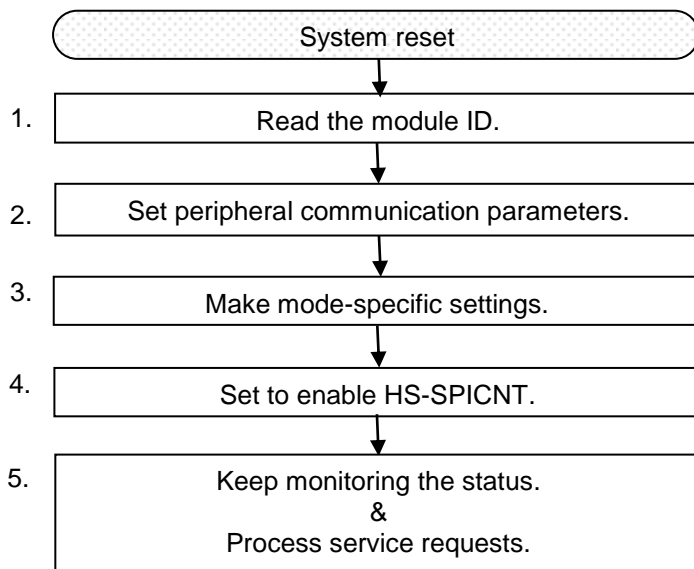 System reset
1.
Read the module ID.
2.
Set peripheral communication parameters.
3.
Make mode-specific settings.
4.
Set to enable HS-SPICNT.
5.
Keep monitoring the status.
&
Process service requests.